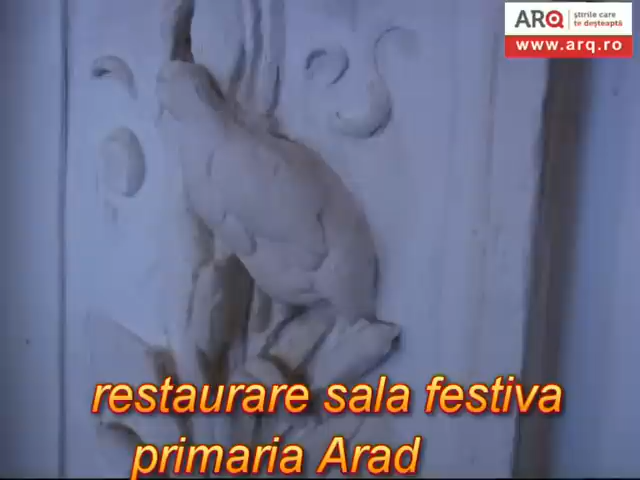 ARQ
știrile care
te deșteaptă
www.arq.ro
restaurare sala festiva
primaria Arad